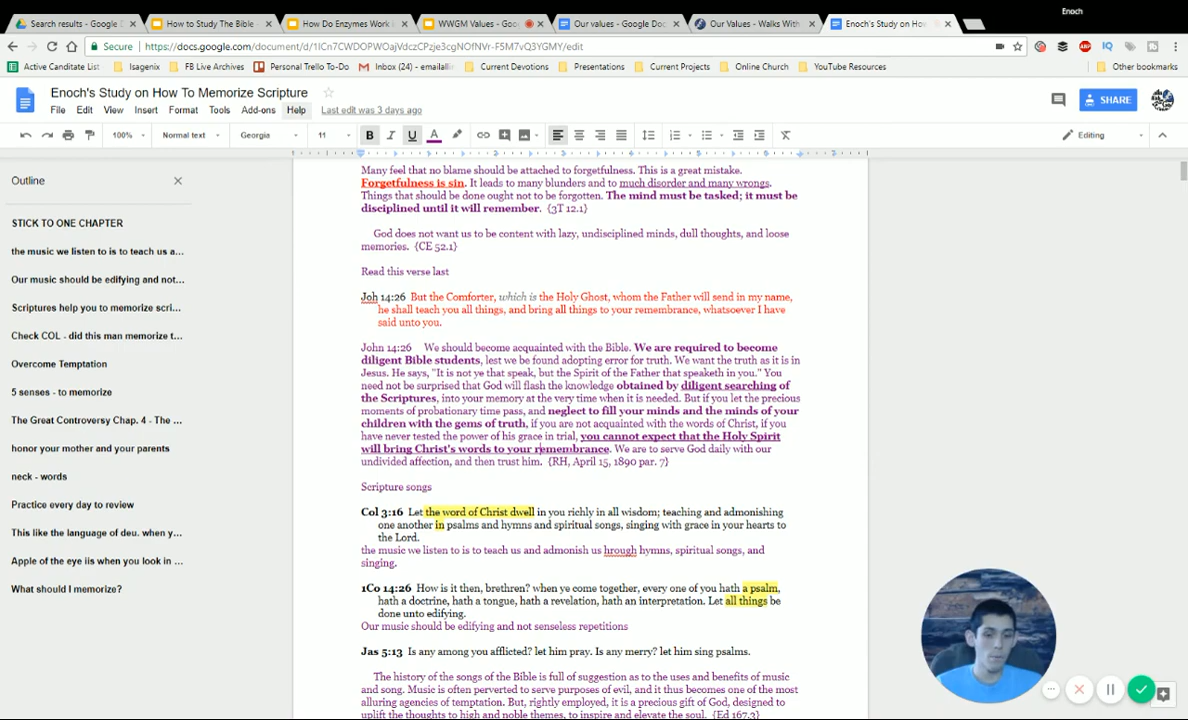 Enoch
Search - Google D
How to Study The Bible -
How Do Enzymes Work
WWGM Values - Goo
Our values - Google Doc
Our Values - Walks With
Enoch's Study on How
Secure
https://docs.google.com/document/d/1ICn7CWDOPWOajVdczCPzje3cgNOfNVr-F5M7vQ3YGMY/edit
Active Canditate List
Isagenix
FB Live Archives
Personal Trello To-Do
Inbox (24) - emailalli
Current Devotions
Presentations
Current Projects
Online Church
YouTube Resources
Other bookmarks
Enoch's Study on How To Memorize Scripture
File Edit View Insert Format Tools Add-ons Help
Last edit was 3 days ago
SHARE
100% Normal text Georgia 11 B I U A Editing
Outline
STICK TO ONE CHAPTER
the music we listen to is to teach us a...
Our music should be edifying and not...
Scriptures help you to memorize scri...
Check COL - did this man memorize t...
Overcome Temptation
5 senses - to memorize
The Great Controversy Chap. 4 - The ...
honor your mother and your parents
neck - words
Practice every day to review
This like the language of deu. when y...
Apple of the eye iis when you look in ...
What should I memorize?
Many feel that no blame should be attached to forgetfulness. This is a great mistake.
Forgetfulness is sin. It leads to many blunders and to much disorder and many wrongs.
Things that should be done ought not to be forgotten. The mind must be tasked; it must be
disciplined until it will remember. {3T 12.1}
God does not want us to be content with lazy, undisciplined minds, dull thoughts, and loose
memories. {CE 52.1}
Read this verse last
Joh 14:26 But the Comforter, which is the Holy Ghost, whom the Father will send in my name,
he shall teach you all things, and bring all things to your remembrance, whatsoever I have
said unto you.
John 14:26 We should become acquainted with the Bible. We are required to become
diligent Bible students, lest we be found adopting error for truth. We want the truth as it is in
Jesus. He says, "It is not ye that speak, but the Spirit of the Father that speaketh in you." You
need not be surprised that God will flash the knowledge obtained by diligent searching of
the Scriptures, into your memory at the very time when it is needed. But if you let the precious
moments of probationary time pass, and neglect to fill your minds and the minds of your
children with the gems of truth, if you are not acquainted with the words of Christ, if you
have never tested the power of his grace in trial, you cannot expect that the Holy Spirit
will bring Christ's words to your remembrance. We are to serve God daily with our
undivided affection, and then trust him. {RH, April 15, 1890 par. 7}
Scripture songs
Col 3:16 Let the word of Christ dwell in you richly in all wisdom; teaching and admonishing
one another in psalms and hymns and spiritual songs, singing with grace in your hearts to
the Lord.
the music we listen to is to teach us and admonish us hrough hymns, spiritual songs, and
singing.
1Co 14:26 How is it then, brethren? when ye come together, every one of you hath a psalm,
hath a doctrine, hath a tongue, hath a revelation, hath an interpretation. Let all things be
done unto edifying.
Our music should be edifying and not senseless repetitions
Jas 5:13 Is any among you afflicted? let him pray. Is any merry? let him sing psalms.
The history of the songs of the Bible is full of suggestion as to the uses and benefits of music
and song. Music is often perverted to serve purposes of evil, and it thus becomes one of the most
alluring agencies of temptation. But, rightly employed, it is a precious gift of God, designed to
uplift the thoughts to high and noble themes, to inspire and elevate the soul. {Ed 167.3}